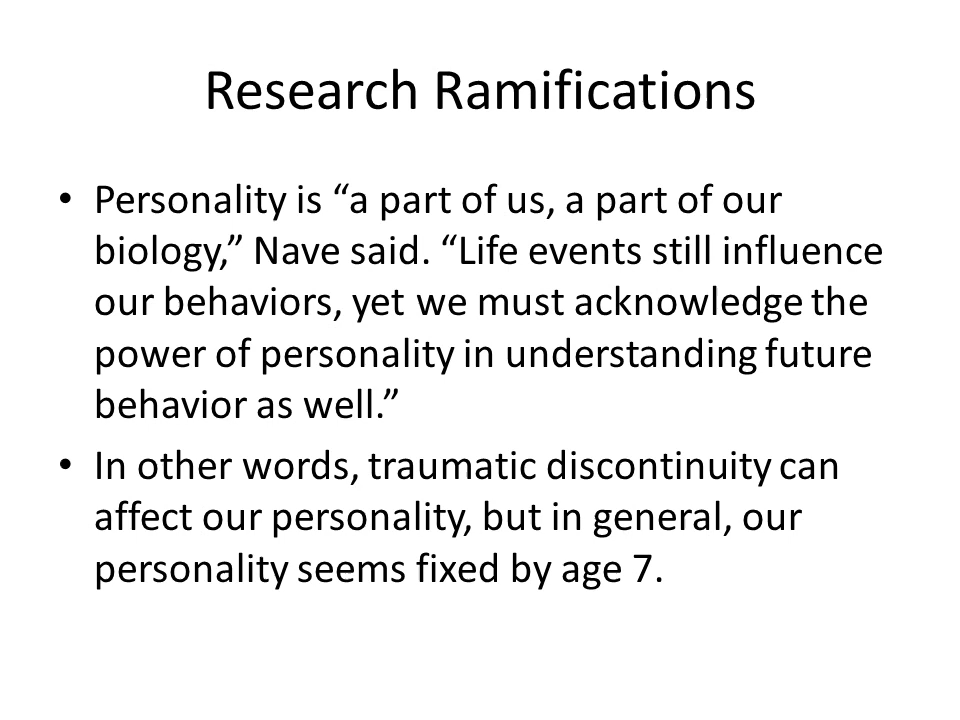 Research Ramifications
• Personality is “a part of us, a part of our
biology,” Nave said. “Life events still influence
our behaviors, yet we must acknowledge the
power of personality in understanding future
behavior as well.”
• In other words, traumatic discontinuity can
affect our personality, but in general, our
personality seems fixed by age 7.